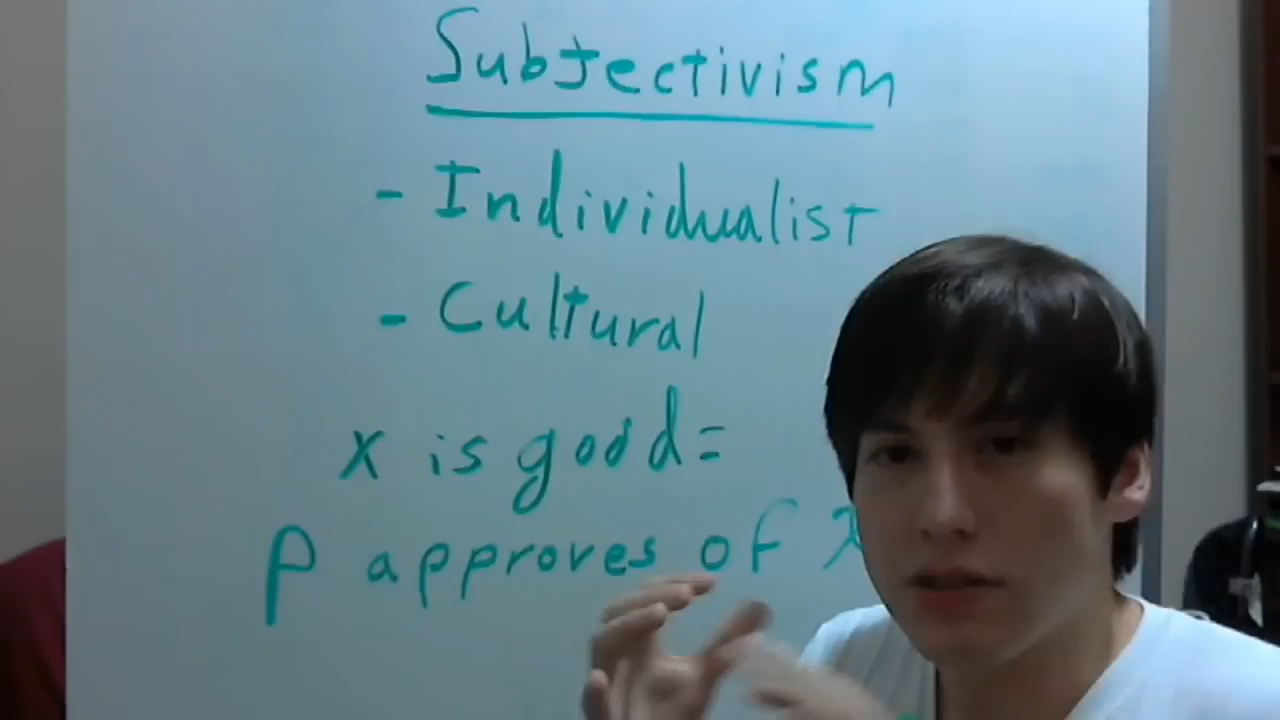 Subjectivism
- Individualist
- Cultural
x is good =
P approves of x